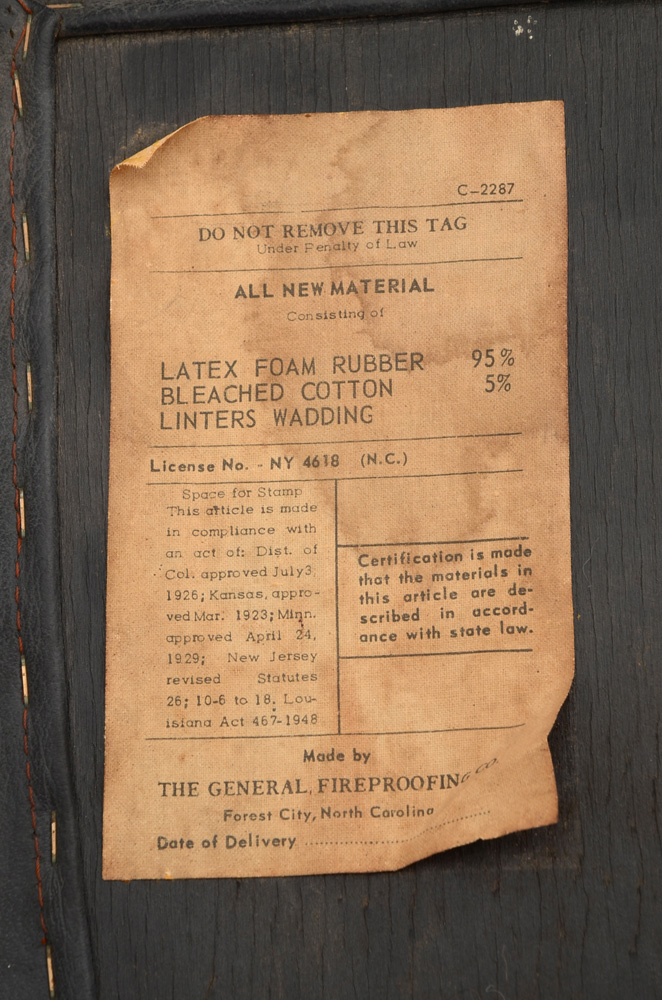 C-2287
DO NOT REMOVE THIS TAG
Under Penalty of Law
ALL NEW MATERIAL
Consisting of
LATEX FOAM RUBBER 95%
BLEACHED COTTON 5%
LINTERS WADDING
License No. - NY 4618 (N.C.)
Space for Stamp
This article is made
in compliance with
an act of: Dist. of
Col. approved July3
1926; Kansas, appro-
ved Mar. 1923; Minn.
approved April 24,
1929; New Jersey
revised Statutes
26; 10-6 to 18. Lou-
isiana Act 467-1948
Certification is made
that the materials in
this article are de-
scribed in accord-
ance with state law.
Made by
THE GENERAL FIREPROOFING CO.
Forest City, North Carolina
Date of Delivery ....................